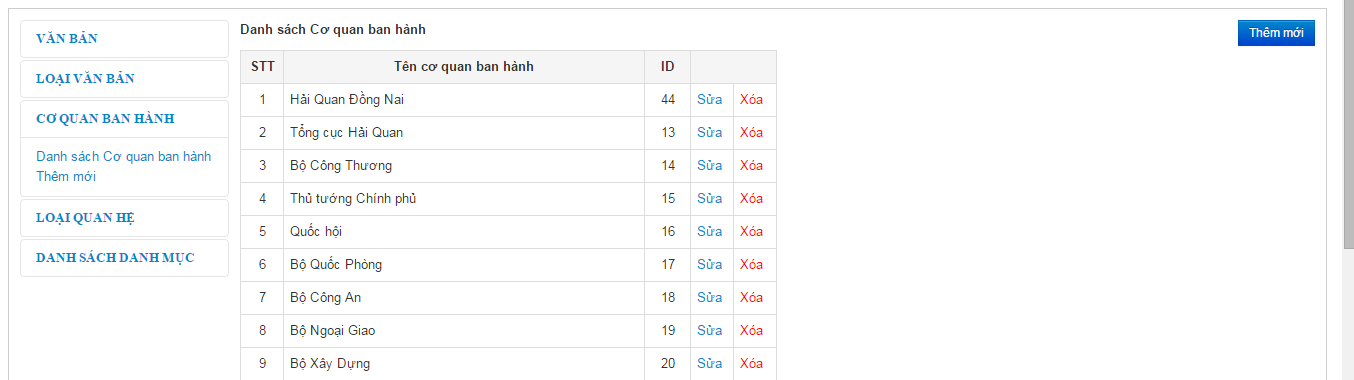 VĂN BẢN
LOẠI VĂN BẢN
CƠ QUAN BAN HÀNH
Danh sách Cơ quan ban hành
Thêm mới
LOẠI QUAN HỆ
DANH SÁCH DANH MỤC
Danh sách Cơ quan ban hành
Thêm mới
STT Tên cơ quan ban hành ID
1 Hải Quan Đồng Nai 44 Sửa Xóa
2 Tổng cục Hải Quan 13 Sửa Xóa
3 Bộ Công Thương 14 Sửa Xóa
4 Thủ tướng Chính phủ 15 Sửa Xóa
5 Quốc hội 16 Sửa Xóa
6 Bộ Quốc Phòng 17 Sửa Xóa
7 Bộ Công An 18 Sửa Xóa
8 Bộ Ngoại Giao 19 Sửa Xóa
9 Bộ Xây Dựng 20 Sửa Xóa